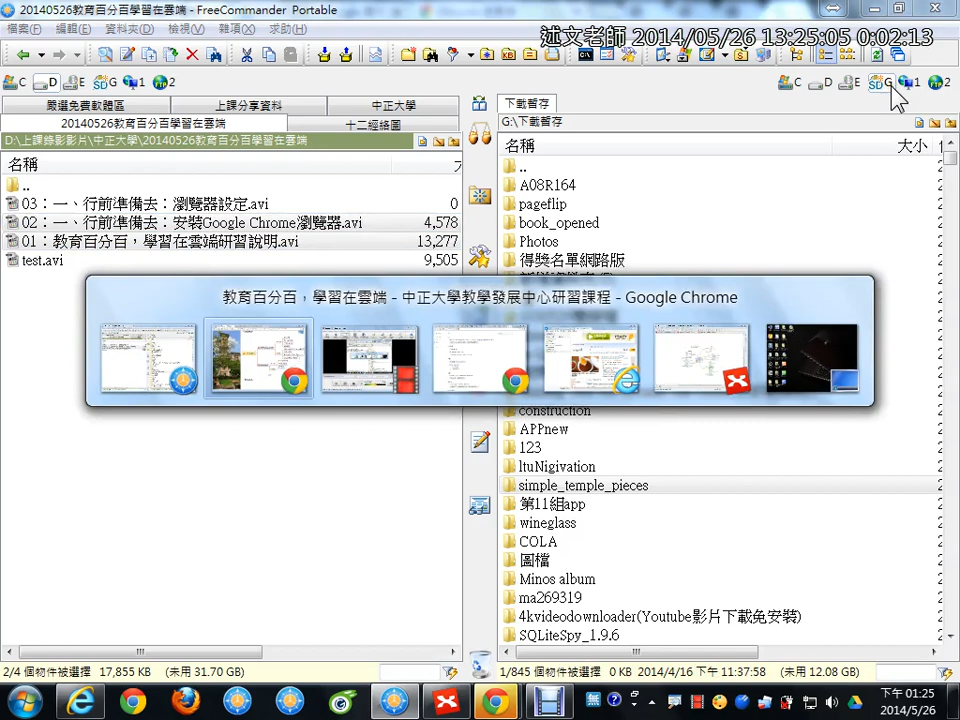 20140526教育百分百學習在雲端 - FreeCommander Portable
檔案(F) 編輯(E) 資料夾(D) 檢視(V) 雜項(X) 求助(H)
述文老師 2014/05/26 13:25:05 0:02:13
C D E G 1 2
C D E G 1 2
嚴選免費軟體區 上課分享資料 中正大學
20140526教育百分百學習在雲端 十二經絡圖
D:\上課錄影影片\中正大學\20140526教育百分百學習在雲端
名稱
..
03：一、行前準備去：瀏覽器設定.avi 0
02：一、行前準備去：安裝Google Chrome瀏覽器.avi 4,578
01：教育百分百，學習在雲端研習說明.avi 13,277
test.avi 9,505
下載暫存
G:\下載暫存
名稱 大小
..
A08R164
pageflip
book_opened
Photos
得獎名單網路版
教育百分百，學習在雲端 - 中正大學教學發展中心研習課程 - Google Chrome
construction
APPnew
123
ltuNigivation
simple_temple_pieces
第11組app
wineglass
COLA
圖檔
Minos album
ma269319
4kvideodownloader(Youtube影片下載免安裝)
SQLiteSpy_1.9.6
2/4 個物件被選擇 17,855 KB (未用 31.70 GB)
1/845 個物件被選擇 0 KB 2014/4/16 下午 11:37:58 (未用 12.08 GB)
下午 01:25
2014/5/26